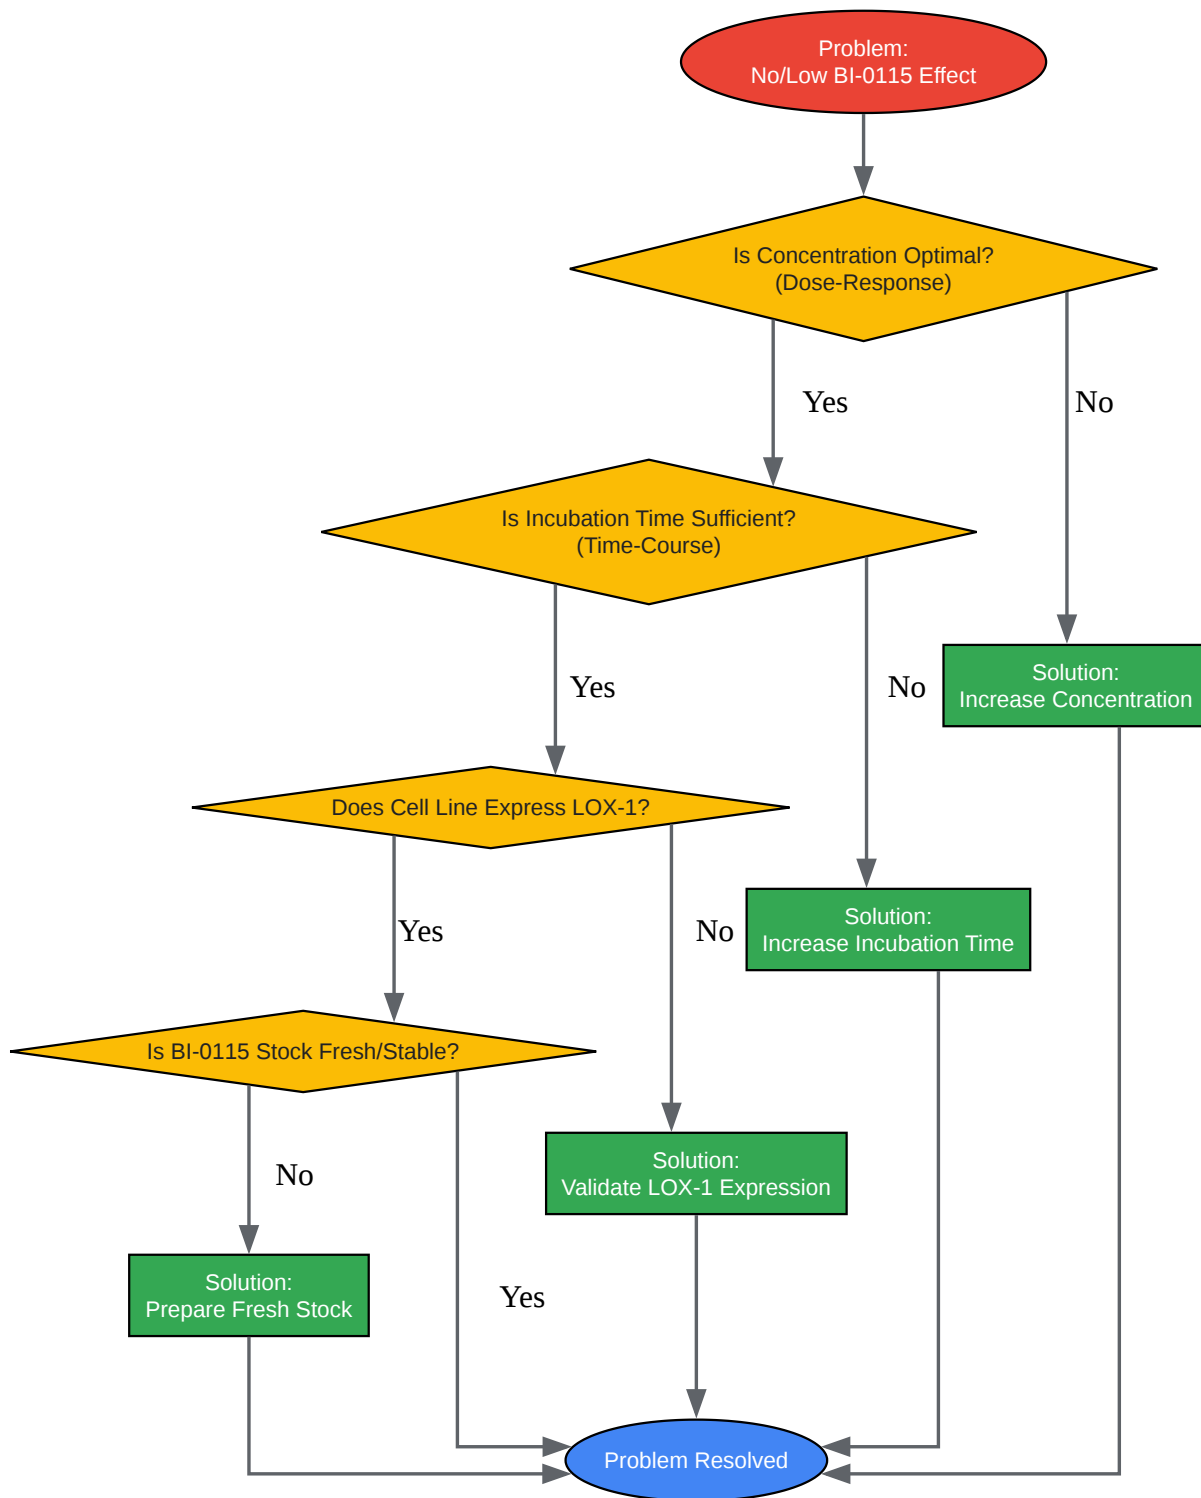 Problem:
No/Low BI-0115 Effect
Is Concentration Optimal?
(Dose-Response)
Yes
No
Is Incubation Time Sufficient?
(Time-Course)
Yes
No
Solution:
Increase Concentration
Does Cell Line Express LOX-1?
Yes
No
Solution:
Increase Incubation Time
Is BI-0115 Stock Fresh/Stable?
No
Solution:
Validate LOX-1 Expression
Solution:
Prepare Fresh Stock
Yes
Problem Resolved